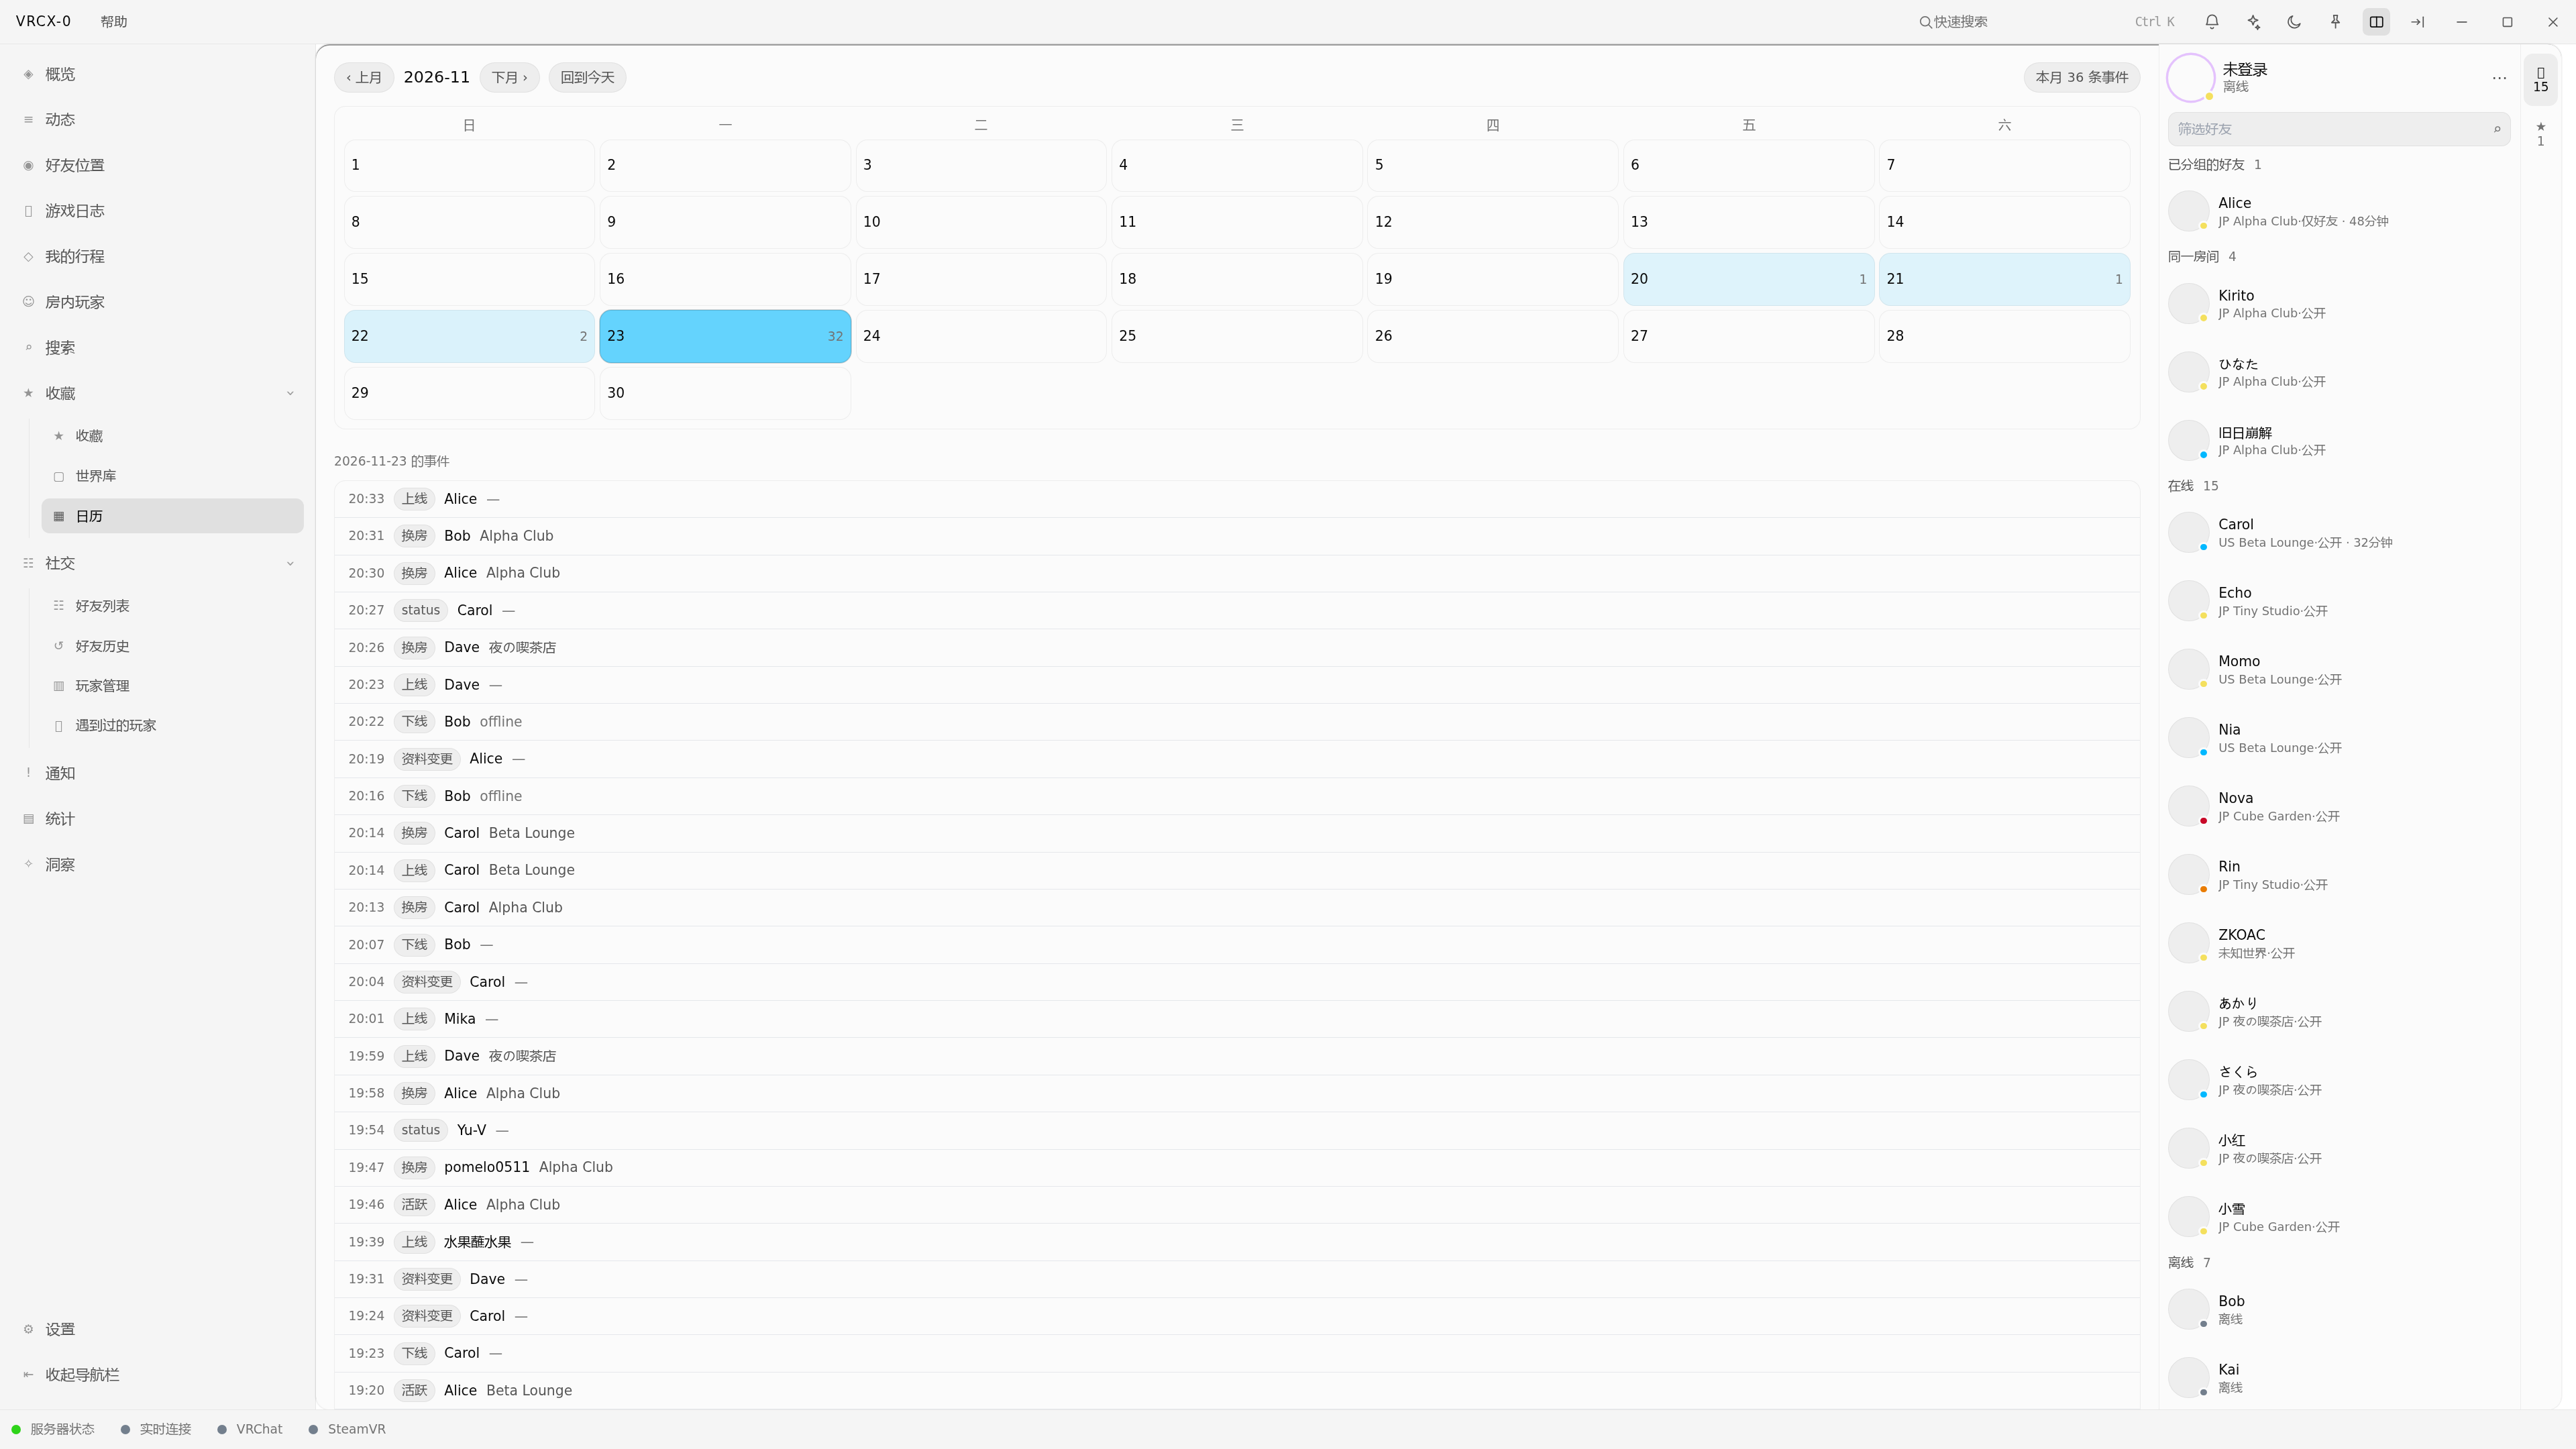 VRCX-0 帮助 快速搜索 Ctrl K
概览
动态
好友位置
游戏日志
我的行程
房内玩家
搜索
收藏
收藏
世界库
日历
社交
好友列表
好友历史
玩家管理
遇到过的玩家
通知
统计
洞察
设置
收起导航栏
‹ 上月 2026-11 下月 › 回到今天 本月 36 条事件
日 一 二 三 四 五 六
1 2 3 4 5 6 7
8 9 10 11 12 13 14
15 16 17 18 19 20 1 21 1
22 2 23 32 24 25 26 27 28
29 30
2026-11-23 的事件
20:33 上线 Alice —
20:31 换房 Bob Alpha Club
20:30 换房 Alice Alpha Club
20:27 status Carol —
20:26 换房 Dave 夜の喫茶店
20:23 上线 Dave —
20:22 下线 Bob offline
20:19 资料变更 Alice —
20:16 下线 Bob offline
20:14 换房 Carol Beta Lounge
20:14 上线 Carol Beta Lounge
20:13 换房 Carol Alpha Club
20:07 下线 Bob —
20:04 资料变更 Carol —
20:01 上线 Mika —
19:59 上线 Dave 夜の喫茶店
19:58 换房 Alice Alpha Club
19:54 status Yu-V —
19:47 换房 pomelo0511 Alpha Club
19:46 活跃 Alice Alpha Club
19:39 上线 水果蘸水果 —
19:31 资料变更 Dave —
19:24 资料变更 Carol —
19:23 下线 Carol —
19:20 活跃 Alice Beta Lounge
未登录
离线
...
15
★
1
筛选好友
已分组的好友 1
Alice
JP Alpha Club·仅好友 · 48分钟
同一房间 4
Kirito
JP Alpha Club·公开
ひなた
JP Alpha Club·公开
旧日崩解
JP Alpha Club·公开
在线 15
Carol
US Beta Lounge·公开 · 32分钟
Echo
JP Tiny Studio·公开
Momo
US Beta Lounge·公开
Nia
US Beta Lounge·公开
Nova
JP Cube Garden·公开
Rin
JP Tiny Studio·公开
ZKOAC
未知世界·公开
あかり
JP 夜の喫茶店·公开
さくら
JP 夜の喫茶店·公开
小红
JP 夜の喫茶店·公开
小雪
JP Cube Garden·公开
离线 7
Bob
离线
Kai
离线
服务器状态 实时连接 VRChat SteamVR